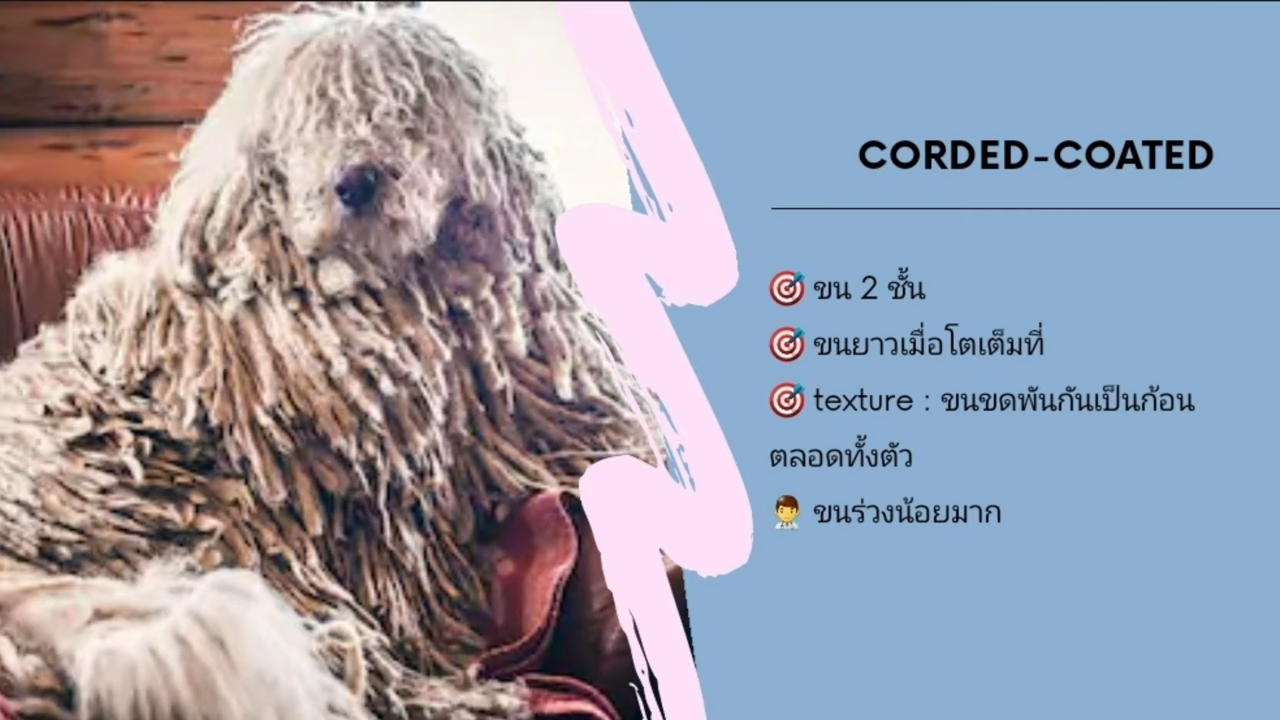 CORDED-COATED
🎯 ขน 2 ชั้น
🎯 ขนยาวเมื่อโตเต็มที่
🎯 texture : ขนขดพันกันเป็นก้อน
ตลอดทั้งตัว
👨‍⚕️ ขนร่วงน้อยมาก